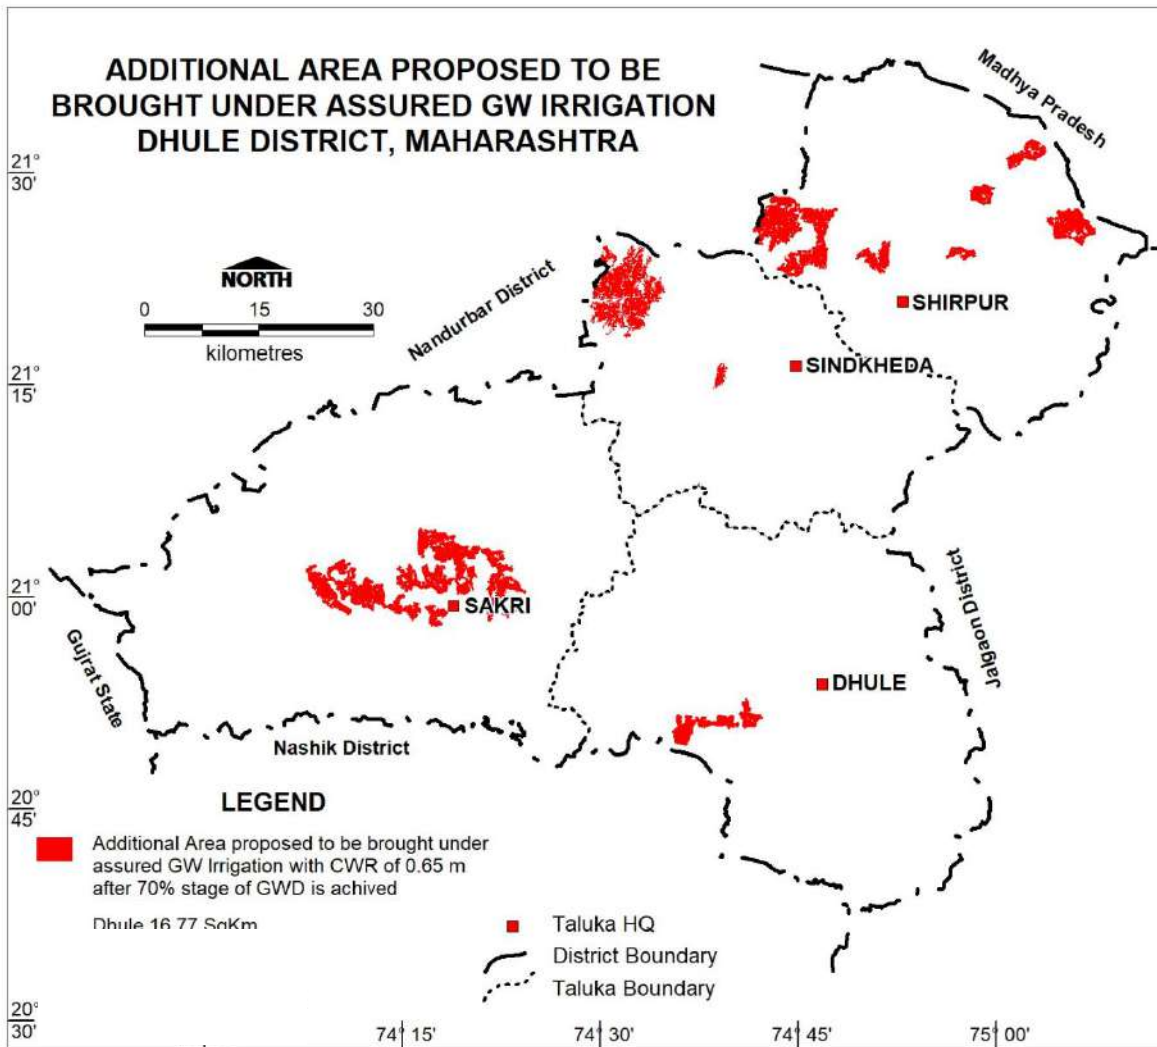 ADDITIONAL AREA PROPOSED TO BE
BROUGHT UNDER ASSURED GW IRRIGATION
DHULE DISTRICT, MAHARASHTRA
Madhya Pradesh
21°
30'
NORTH
0 15 30
kilometres
Nandurbar District
SHIRPUR
SINDKHEDA
21°
15'
21°
00'
SAKRI
Jalgaon District
Gujrat State
DHULE
Nashik District
LEGEND
20°
45'
Additional Area proposed to be brought under
assured GW Irrigation with CWR of 0.65 m
after 70% stage of GWD is achived
Dhule 16.77 SqKm
Taluka HQ
District Boundary
Taluka Boundary
20°
30'
74° 15' 74° 30' 74° 45' 75° 00'